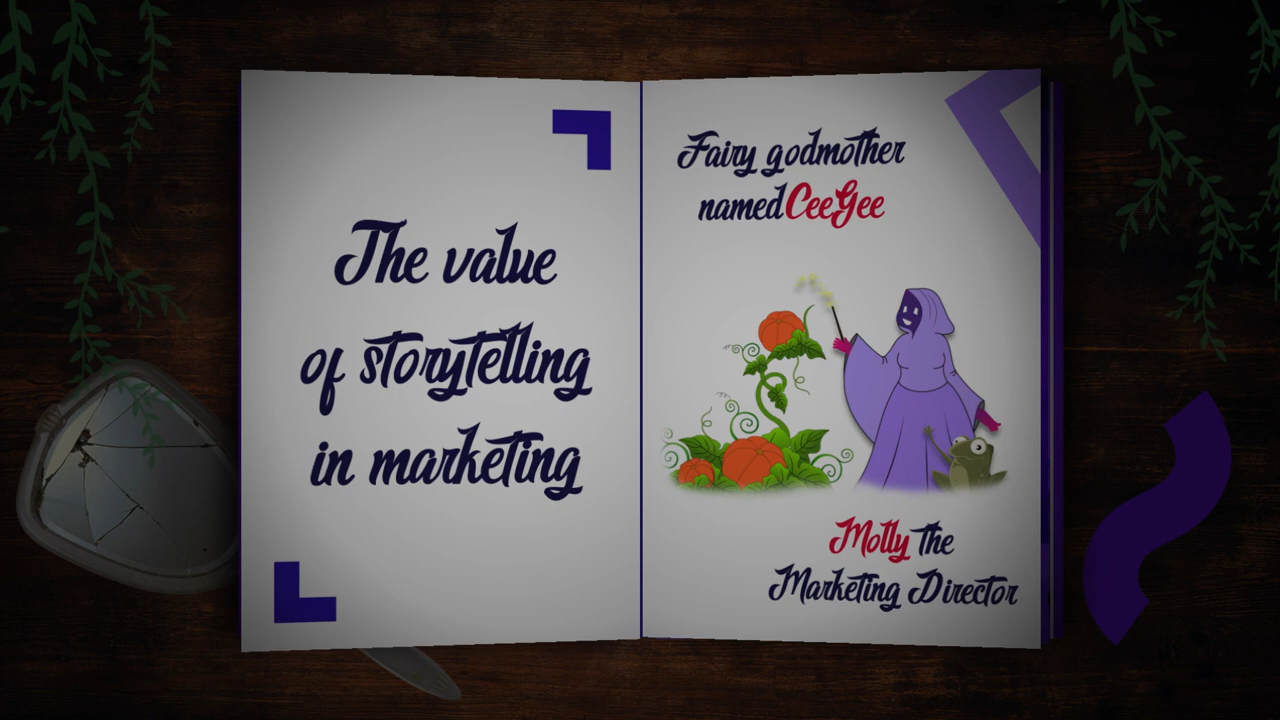 The value
of storytelling
in marketing
Fairy godmother
named CeeGee
Molly the
Marketing Director